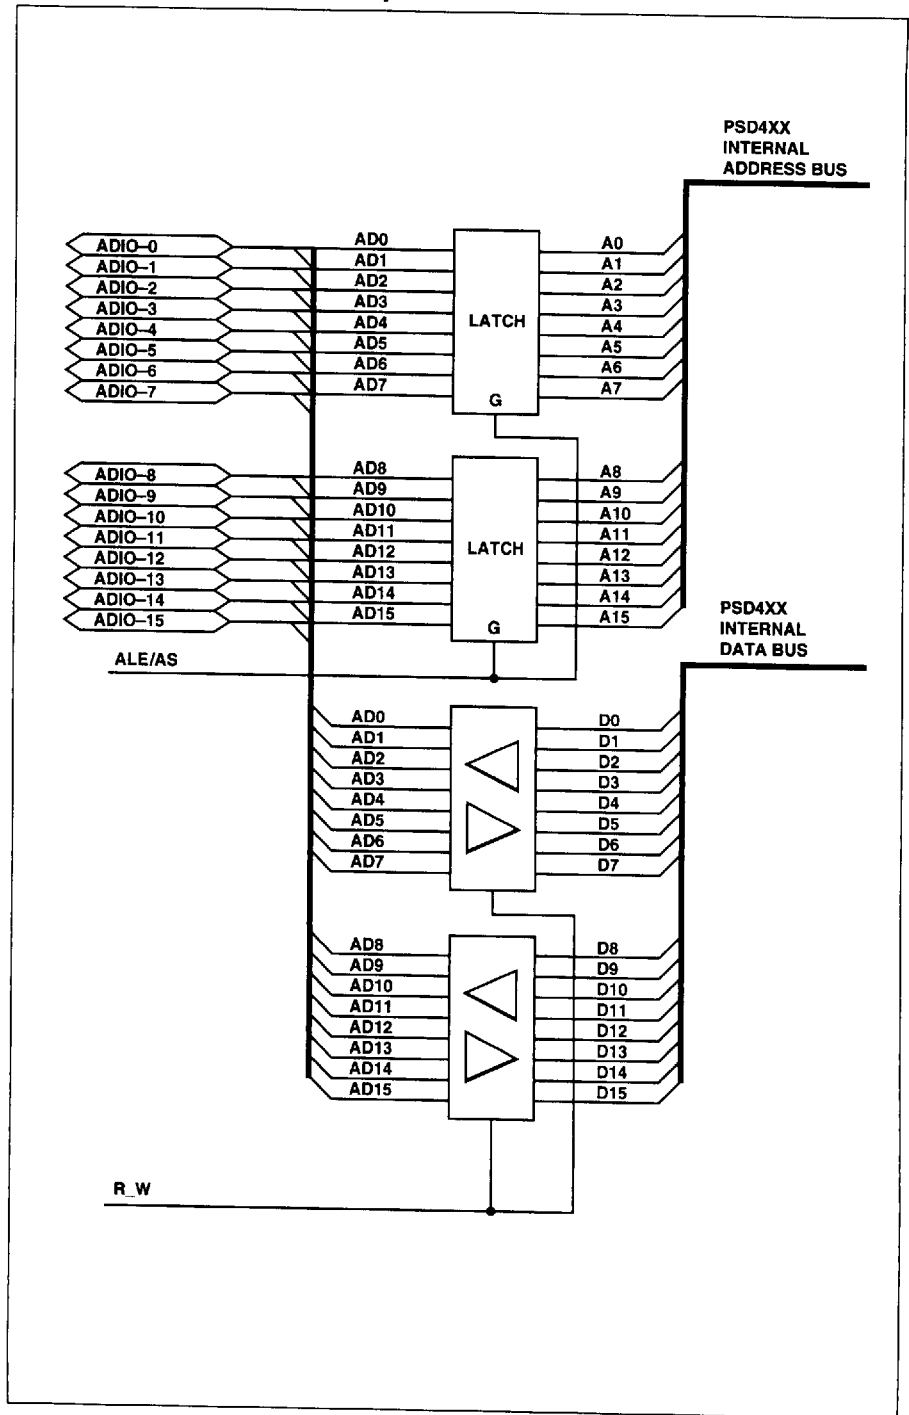 PSD4XX
INTERNAL
ADDRESS BUS
ADIO–0
ADIO–1
ADIO–2
ADIO–3
ADIO–4
ADIO–5
ADIO–6
ADIO–7
AD0
AD1
AD2
AD3
AD4
AD5
AD6
AD7
LATCH
G
A0
A1
A2
A3
A4
A5
A6
A7
ADIO–8
ADIO–9
ADIO–10
ADIO–11
ADIO–12
ADIO–13
ADIO–14
ADIO–15
AD8
AD9
AD10
AD11
AD12
AD13
AD14
AD15
LATCH
G
A8
A9
A10
A11
A12
A13
A14
A15
ALE/AS
PSD4XX
INTERNAL
DATA BUS
AD0
AD1
AD2
AD3
AD4
AD5
AD6
AD7
D0
D1
D2
D3
D4
D5
D6
D7
AD8
AD9
AD10
AD11
AD12
AD13
AD14
AD15
D8
D9
D10
D11
D12
D13
D14
D15
R_W